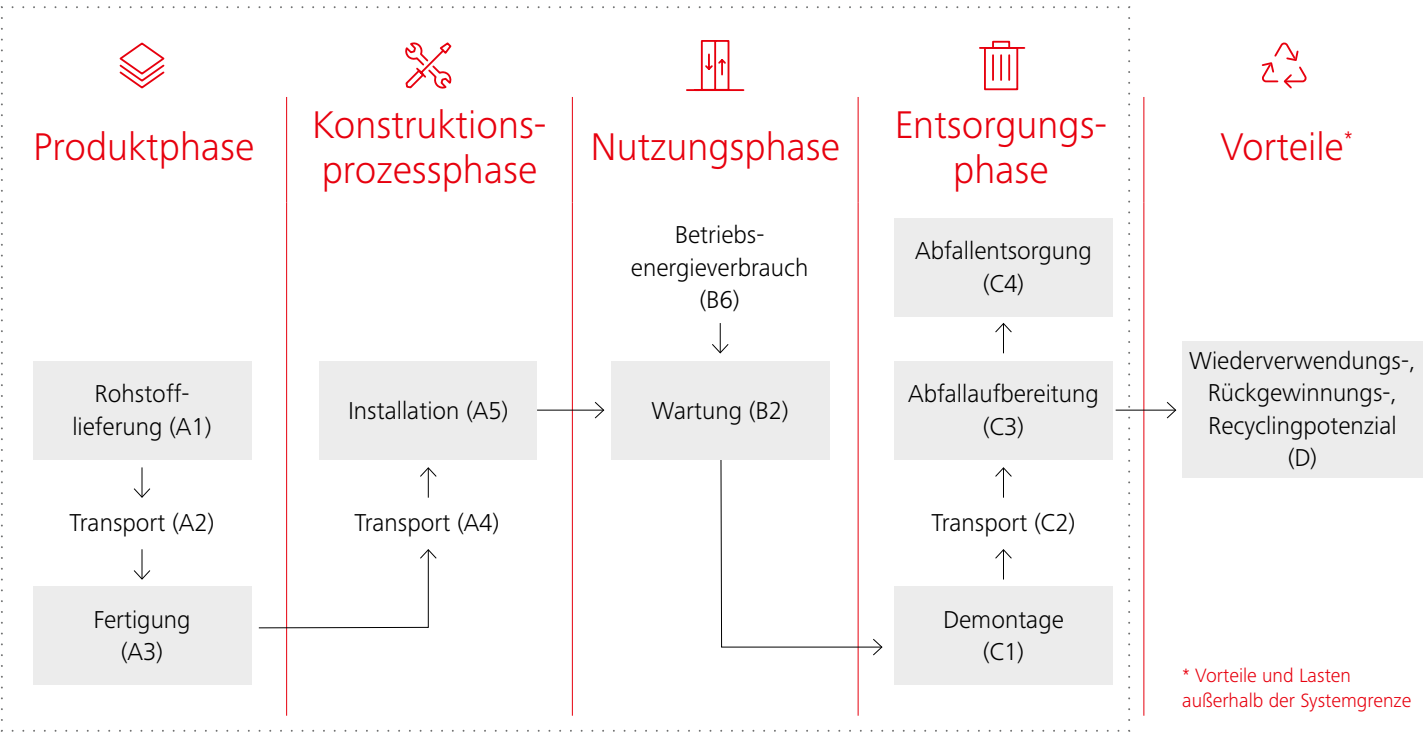 Produktphase
Rohstoff-
lieferung (A1)
Transport (A2)
Fertigung
(A3)
Konstruktions-
prozessphase
Installation (A5)
Transport (A4)
Nutzungsphase
Betriebs-
energieverbrauch
(B6)
Wartung (B2)
Entsorgungs-
phase
Abfallentsorgung
(C4)
Abfallaufbereitung
(C3)
Transport (C2)
Demontage
(C1)
Vorteile*
Wiederverwendungs-,
Rückgewinnungs-,
Recyclingpotenzial
(D)
* Vorteile und Lasten
außerhalb der Systemgrenze